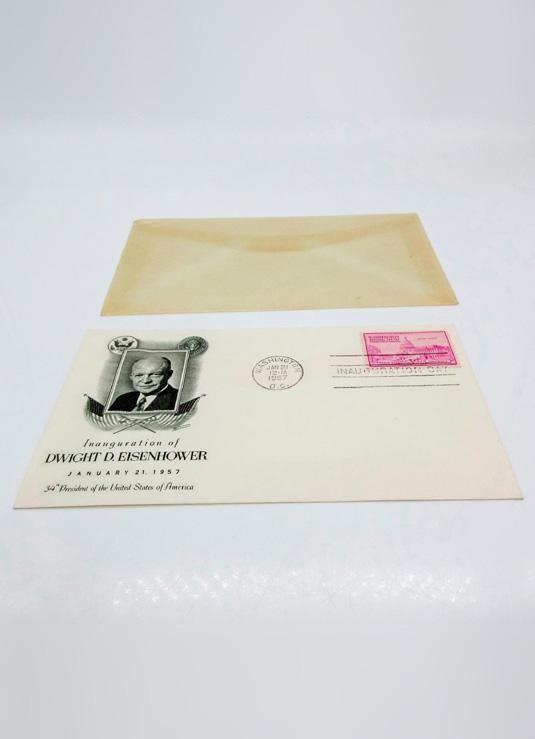 WASHINGTON
JAN 21
12-M
1957
D.C.
INAUGURATION DAY
Inauguration of
DWIGHT D. EISENHOWER
JANUARY 21, 1957
34th President of the United States of America